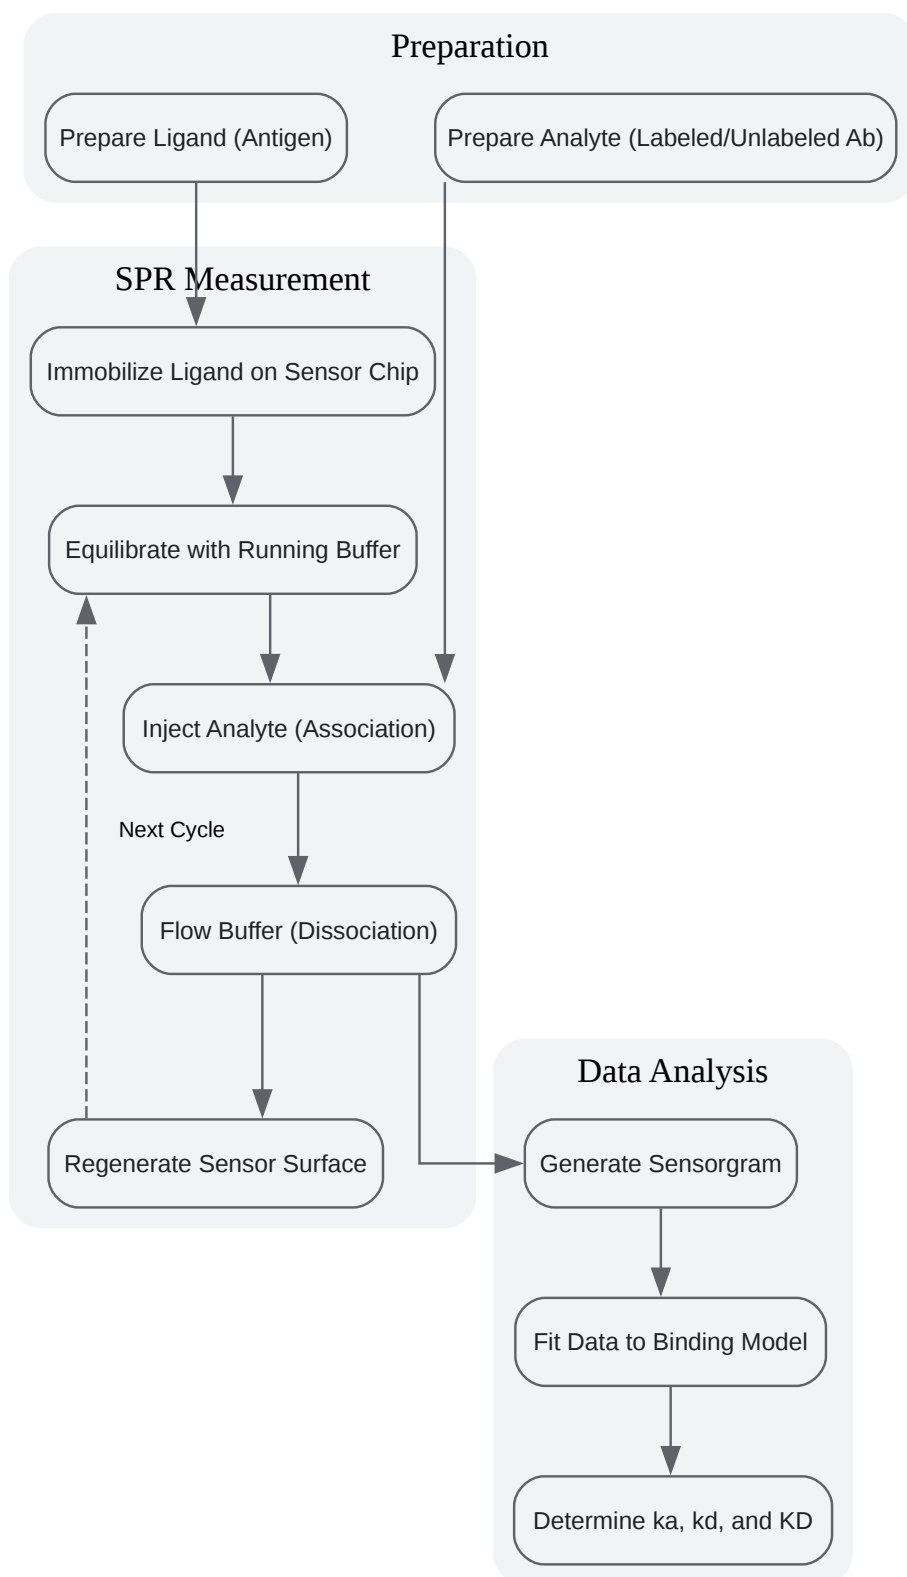 Preparation
Prepare Ligand (Antigen)
Prepare Analyte (Labeled/Unlabeled Ab)
SPR Measurement
Immobilize Ligand on Sensor Chip
Equilibrate with Running Buffer
Inject Analyte (Association)
Next Cycle
Flow Buffer (Dissociation)
Regenerate Sensor Surface
Data Analysis
Generate Sensorgram
Fit Data to Binding Model
Determine ka, kd, and KD